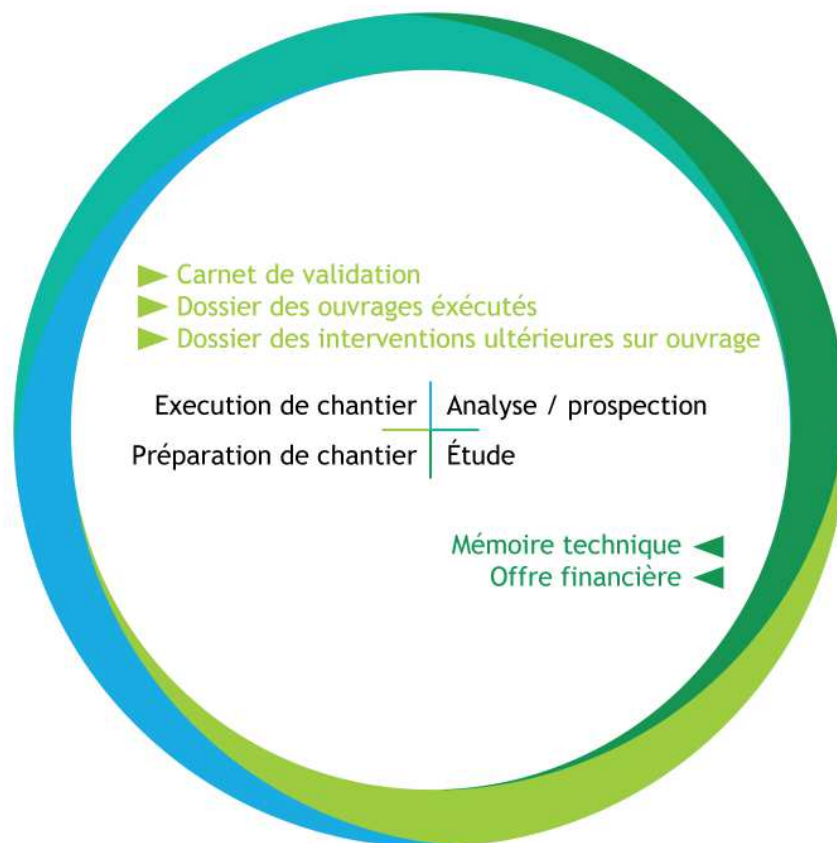 Carnet de validation
Dossier des ouvrages éxécutés
Dossier des interventions ultérieures sur ouvrage
Execution de chantier
Analyse / prospection
Préparation de chantier
Étude
Mémoire technique
Offre financière